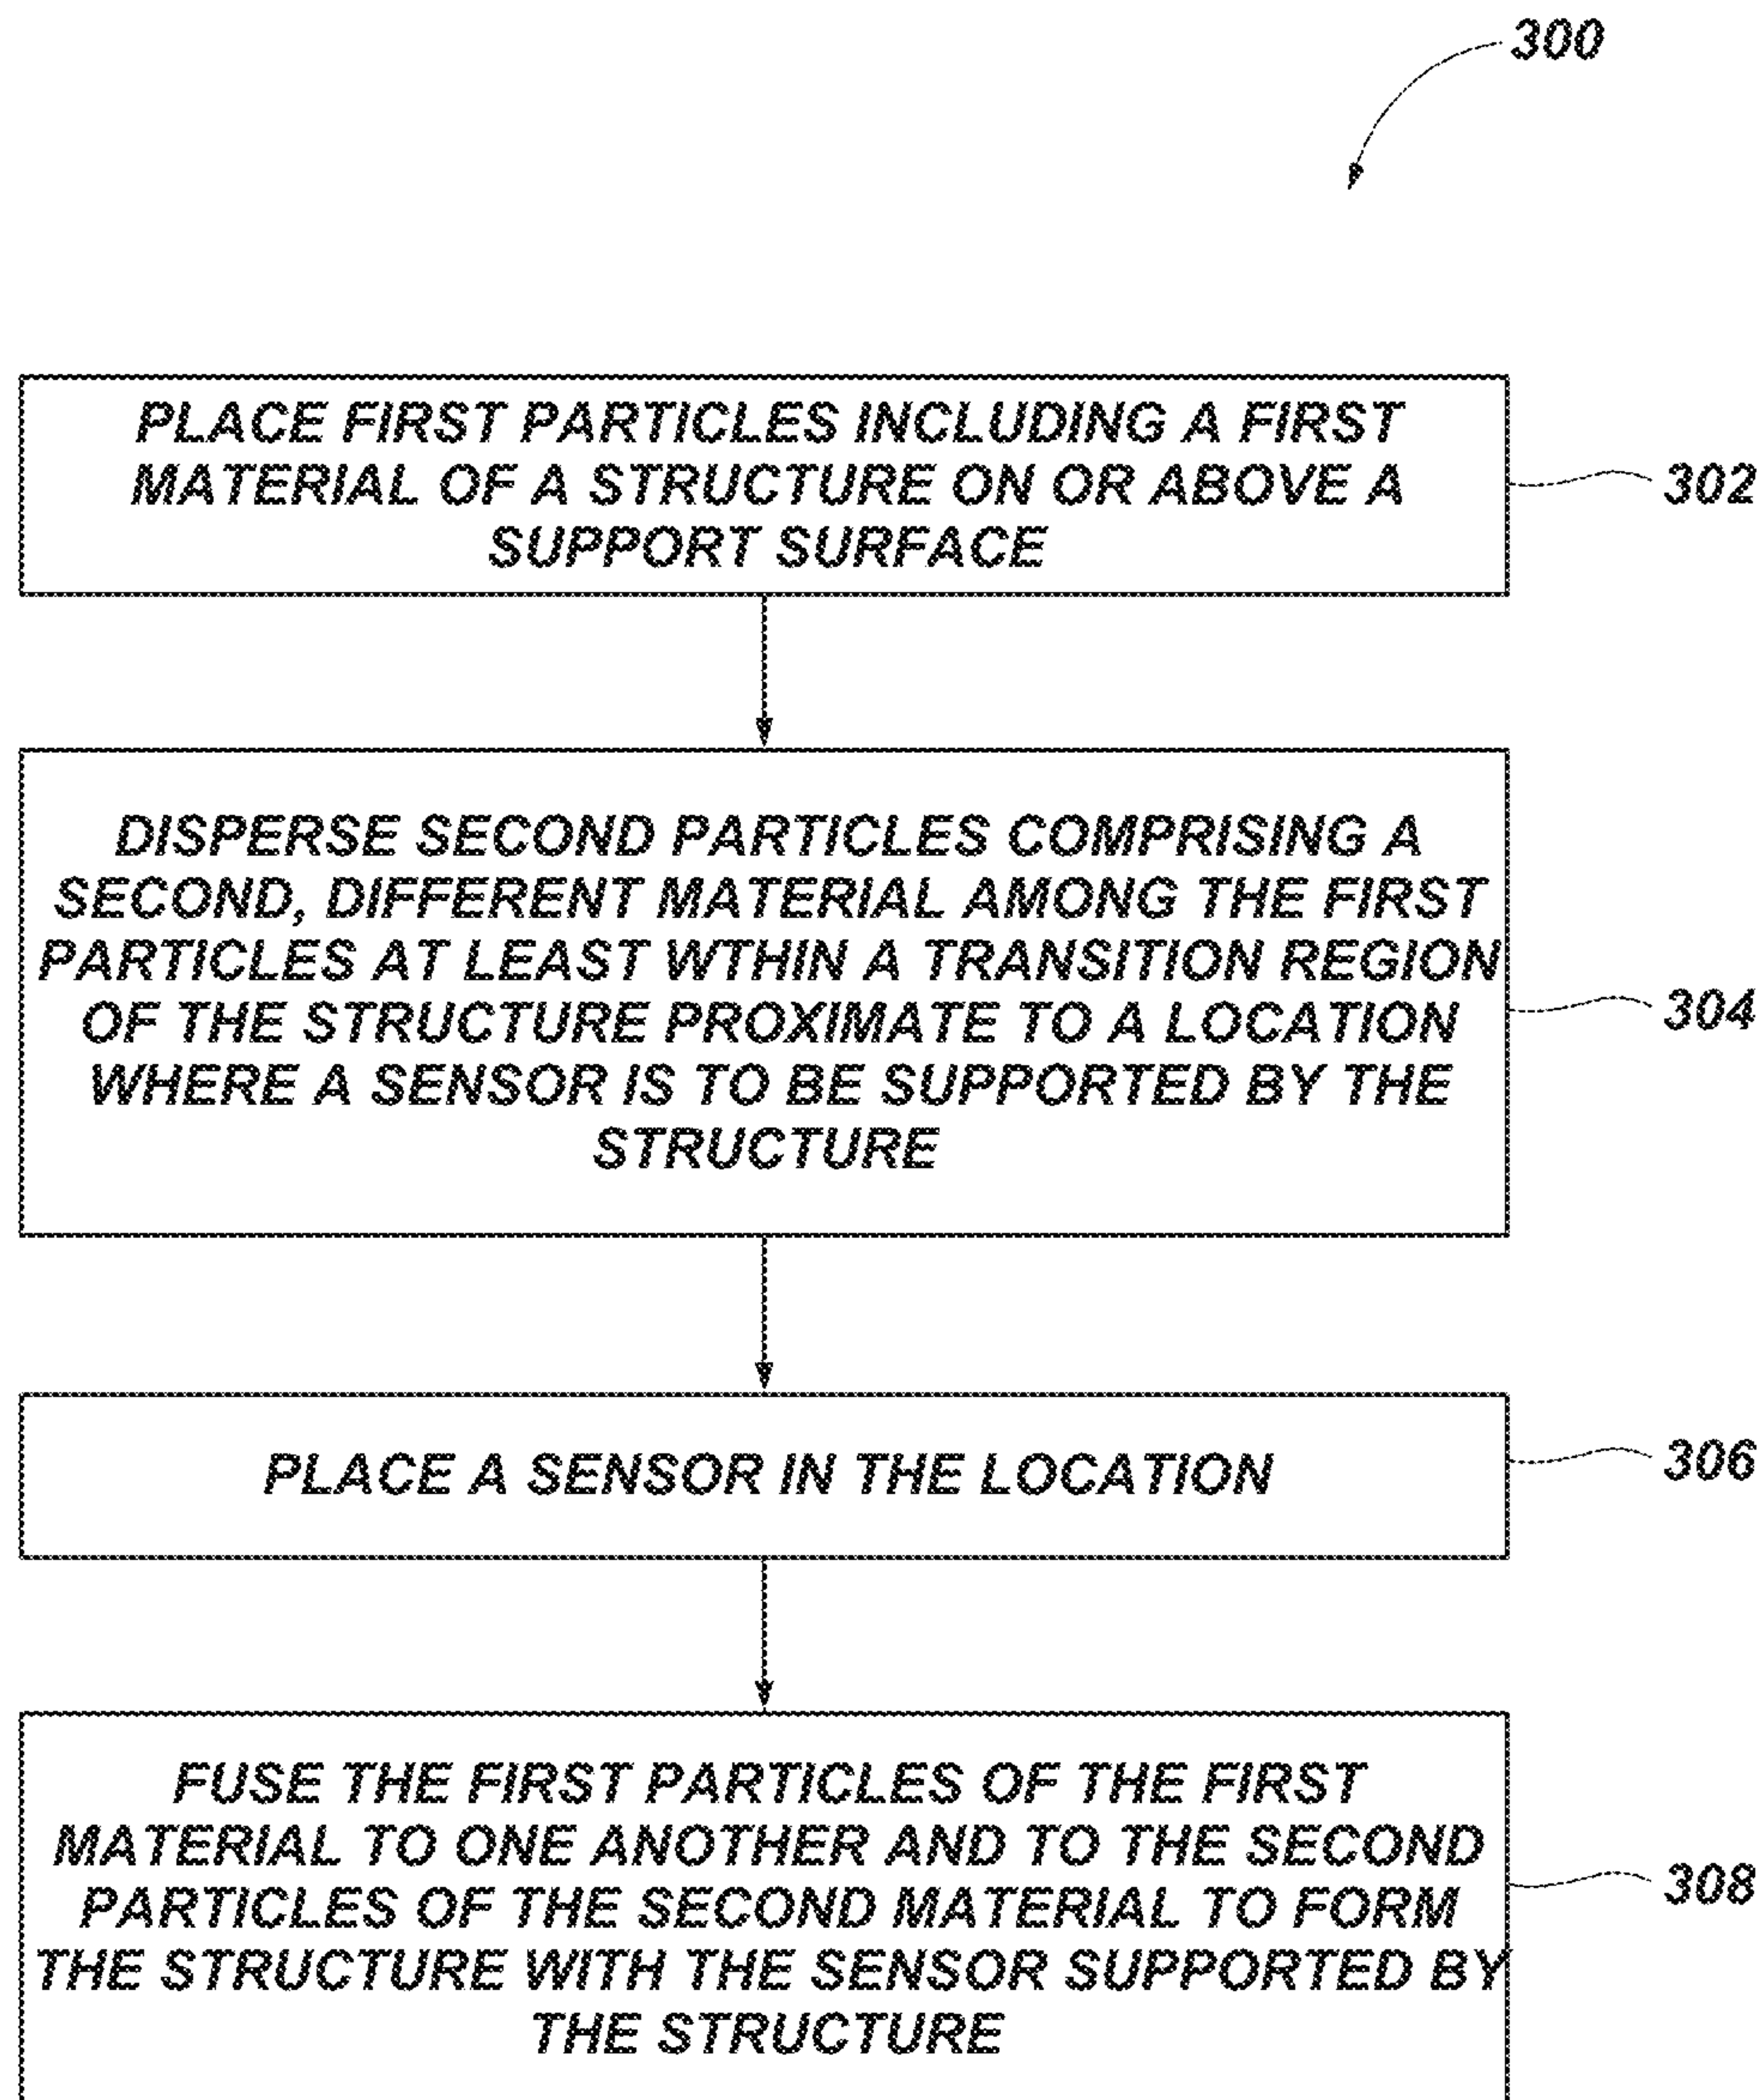 300
PLACE FIRST PARTICLES INCLUDING A FIRST
MATERIAL OF A STRUCTURE ON OR ABOVE A
SUPPORT SURFACE
302
DISPERSE SECOND PARTICLES COMPRISING A
SECOND, DIFFERENT MATERIAL AMONG THE FIRST
PARTICLES AT LEAST WTHIN A TRANSITION REGION
OF THE STRUCTURE PROXIMATE TO A LOCATION
WHERE A SENSOR IS TO BE SUPPORTED BY THE
STRUCTURE
304
PLACE A SENSOR IN THE LOCATION
306
FUSE THE FIRST PARTICLES OF THE FIRST
MATERIAL TO ONE ANOTHER AND TO THE SECOND
PARTICLES OF THE SECOND MATERIAL TO FORM
THE STRUCTURE WITH THE SENSOR SUPPORTED BY
THE STRUCTURE
308